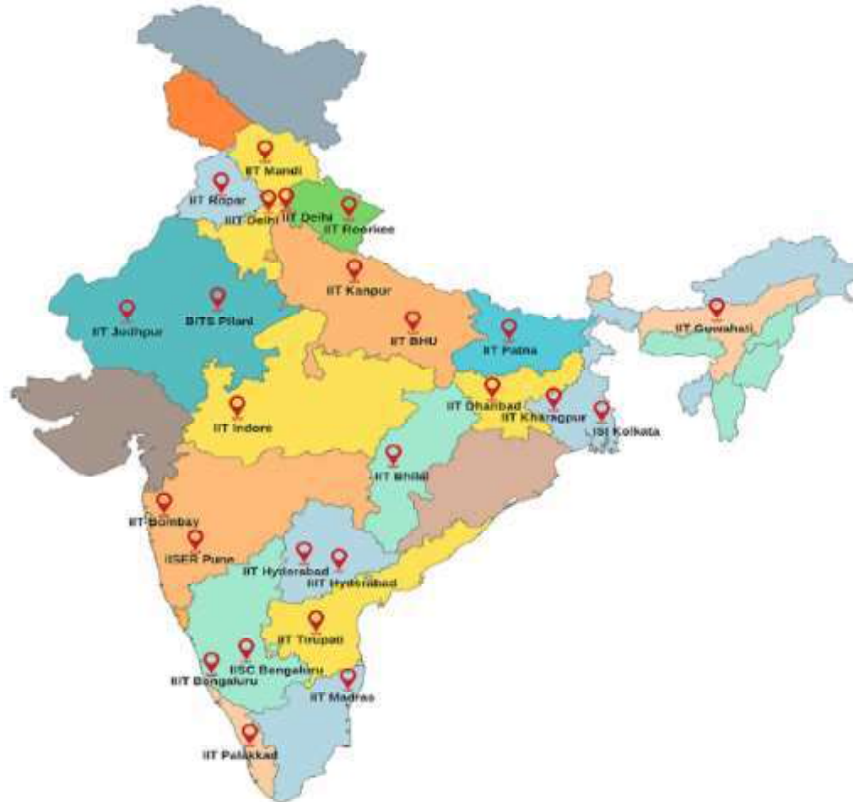 IIT Mandi
IIT Ropar
IIIT Delhi
IIT Delhi
IIT Roorkee
IIT Kanpur
IIT Jodhpur
BITS Pilani
IIT BHU
IIT Patna
IIT Guwahati
IIT Indore
IIT Dhanbad
IIT Kharagpur
ISI Kolkata
IIT Bhilai
IIT Bombay
IISER Pune
IIT Hyderabad
IIIT Hyderabad
IIT Tirupati
IISC Bengaluru
IIIT Bengaluru
IIT Madras
IIT Palakkad